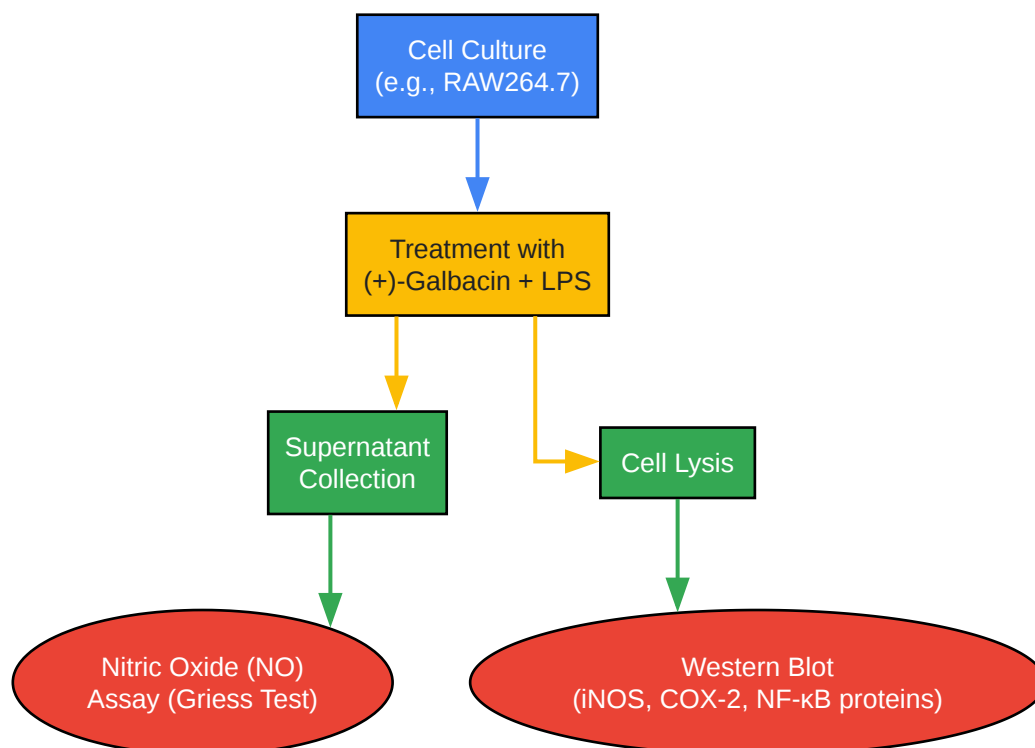 Cell Culture
(e.g., RAW264.7)
Treatment with
(+)-Galbacin + LPS
Supernatant
Collection
Cell Lysis
Nitric Oxide (NO)
Assay (Griess Test)
Western Blot
(iNOS, COX-2, NF-κB proteins)